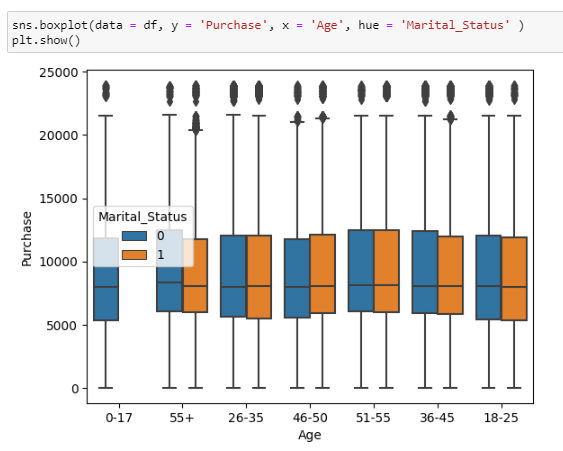 sns.boxplot(data = df, y = 'Purchase', x = 'Age', hue = 'Marital_Status' )
plt.show()
25000
20000
15000
10000
5000
0
Purchase
Marital_Status
0
1
0-17 55+ 26-35 46-50 51-55 36-45 18-25
Age